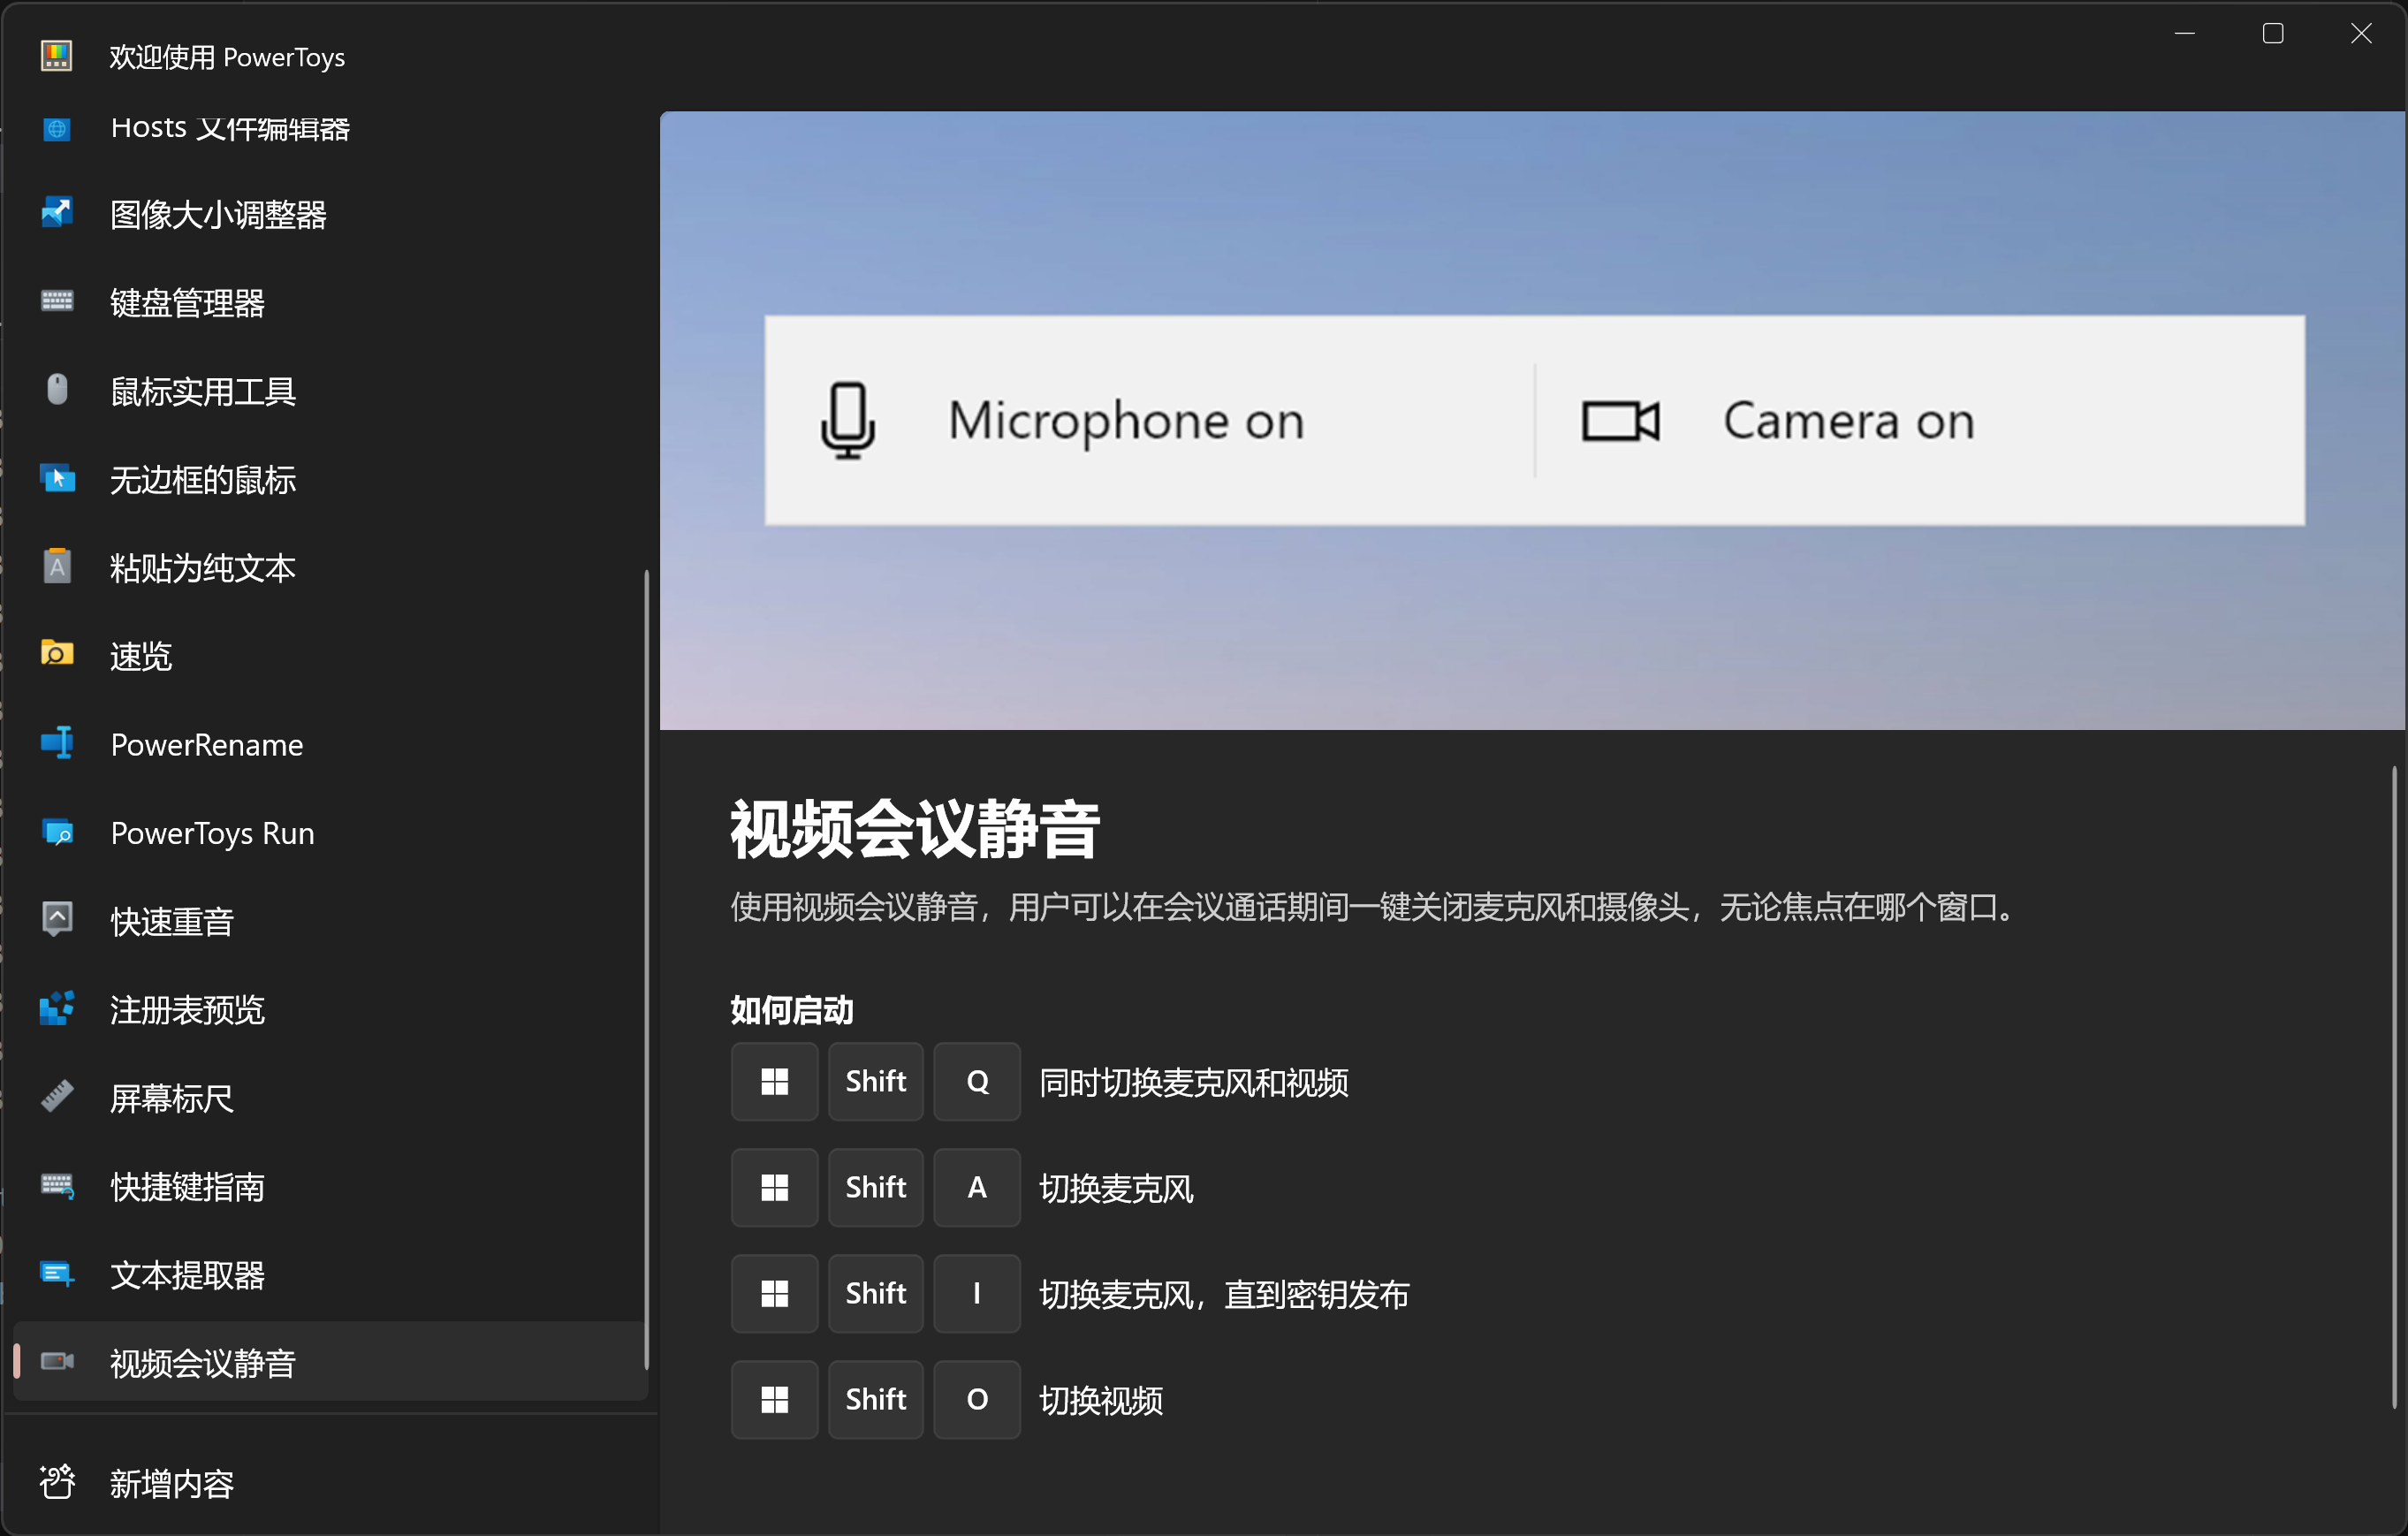 欢迎使用 PowerToys
Hosts 文件编辑器
图像大小调整器
键盘管理器
鼠标实用工具
无边框的鼠标
粘贴为纯文本
速览
PowerRename
PowerToys Run
快速重音
注册表预览
屏幕标尺
快捷键指南
文本提取器
视频会议静音
新增内容
Microphone on
Camera on
视频会议静音
使用视频会议静音，用户可以在会议通话期间一键关闭麦克风和摄像头，无论焦点在哪个窗口。
如何启动
Shift Q 同时切换麦克风和视频
Shift A 切换麦克风
Shift I 切换麦克风，直到密钥发布
Shift O 切换视频